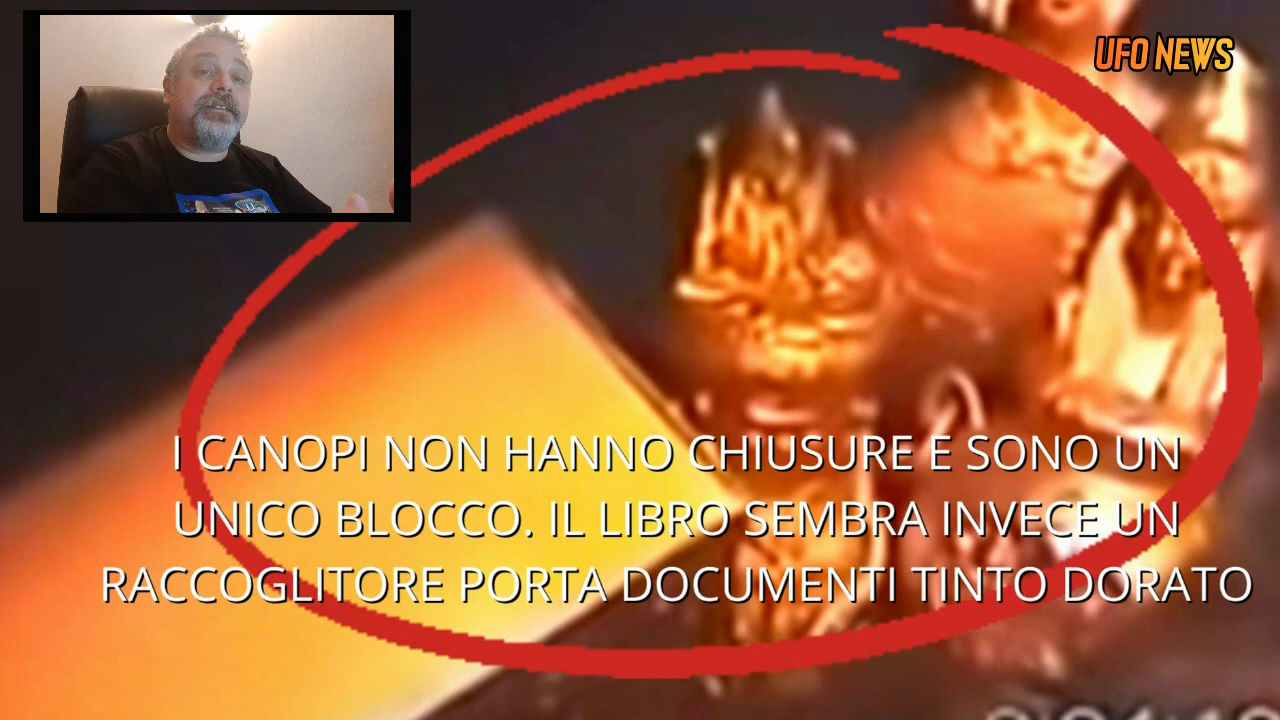 UFO NEWS
I CANOPI NON HANNO CHIUSURE E SONO UN
UNICO BLOCCO. IL LIBRO SEMBRA INVECE UN
RACCOGLITORE PORTA DOCUMENTI TINTO DORATO